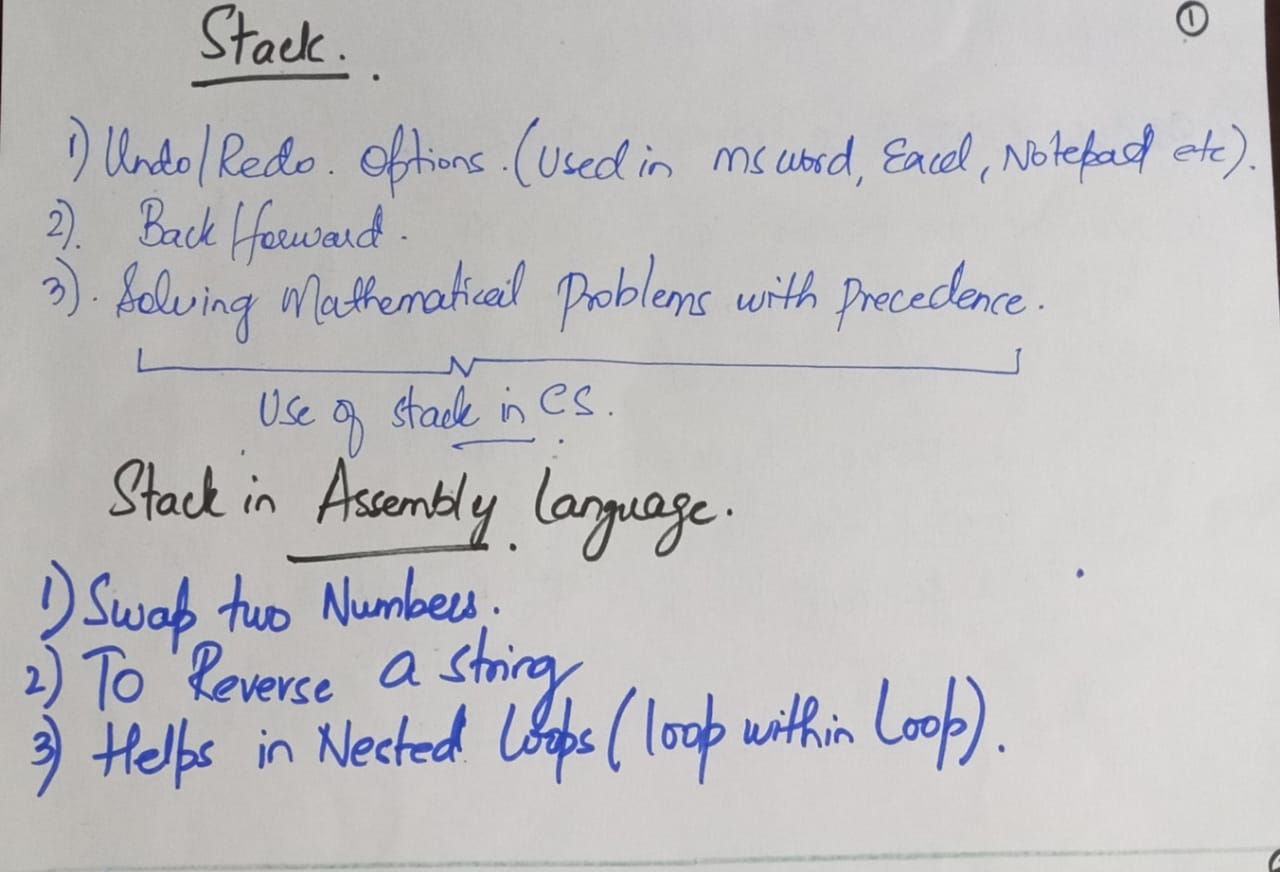 ①
Stack.
1) Undo/Redo. Options. (Used in ms word, Excel, Notepad etc).
2). Back/forward.
3). Solving Mathematical Problems with Precedence.
Use of stack in CS.
Stack in Assembly language.
1) Swap two Numbers.
2) To Reverse a string
3) Helps in Nested Loops (loop within Loop).